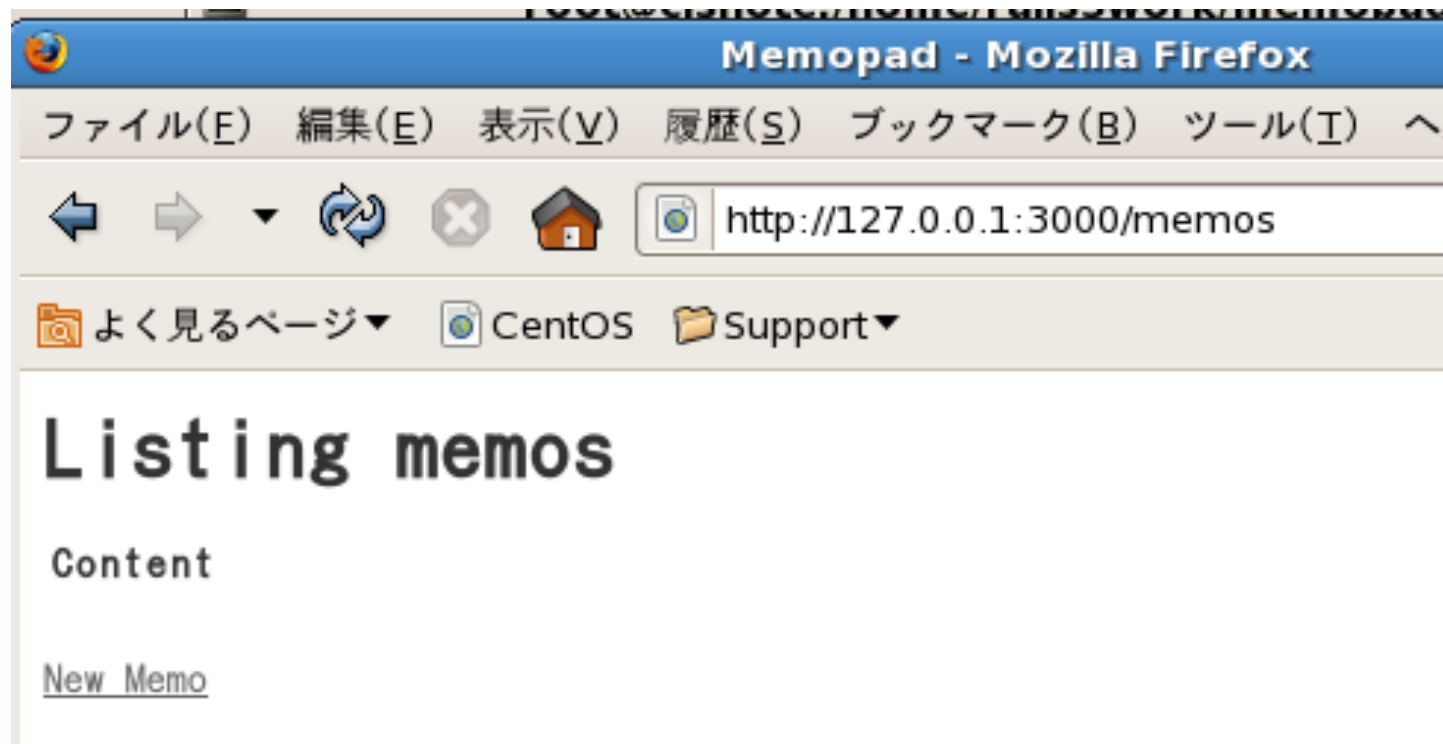 Memopad - Mozilla Firefox
ファイル(F) 編集(E) 表示(V) 履歴(S) ブックマーク(B) ツール(T) ヘ
http://127.0.0.1:3000/memos
よく見るページ▼ CentOS Support▼
Listing memos
Content
New Memo